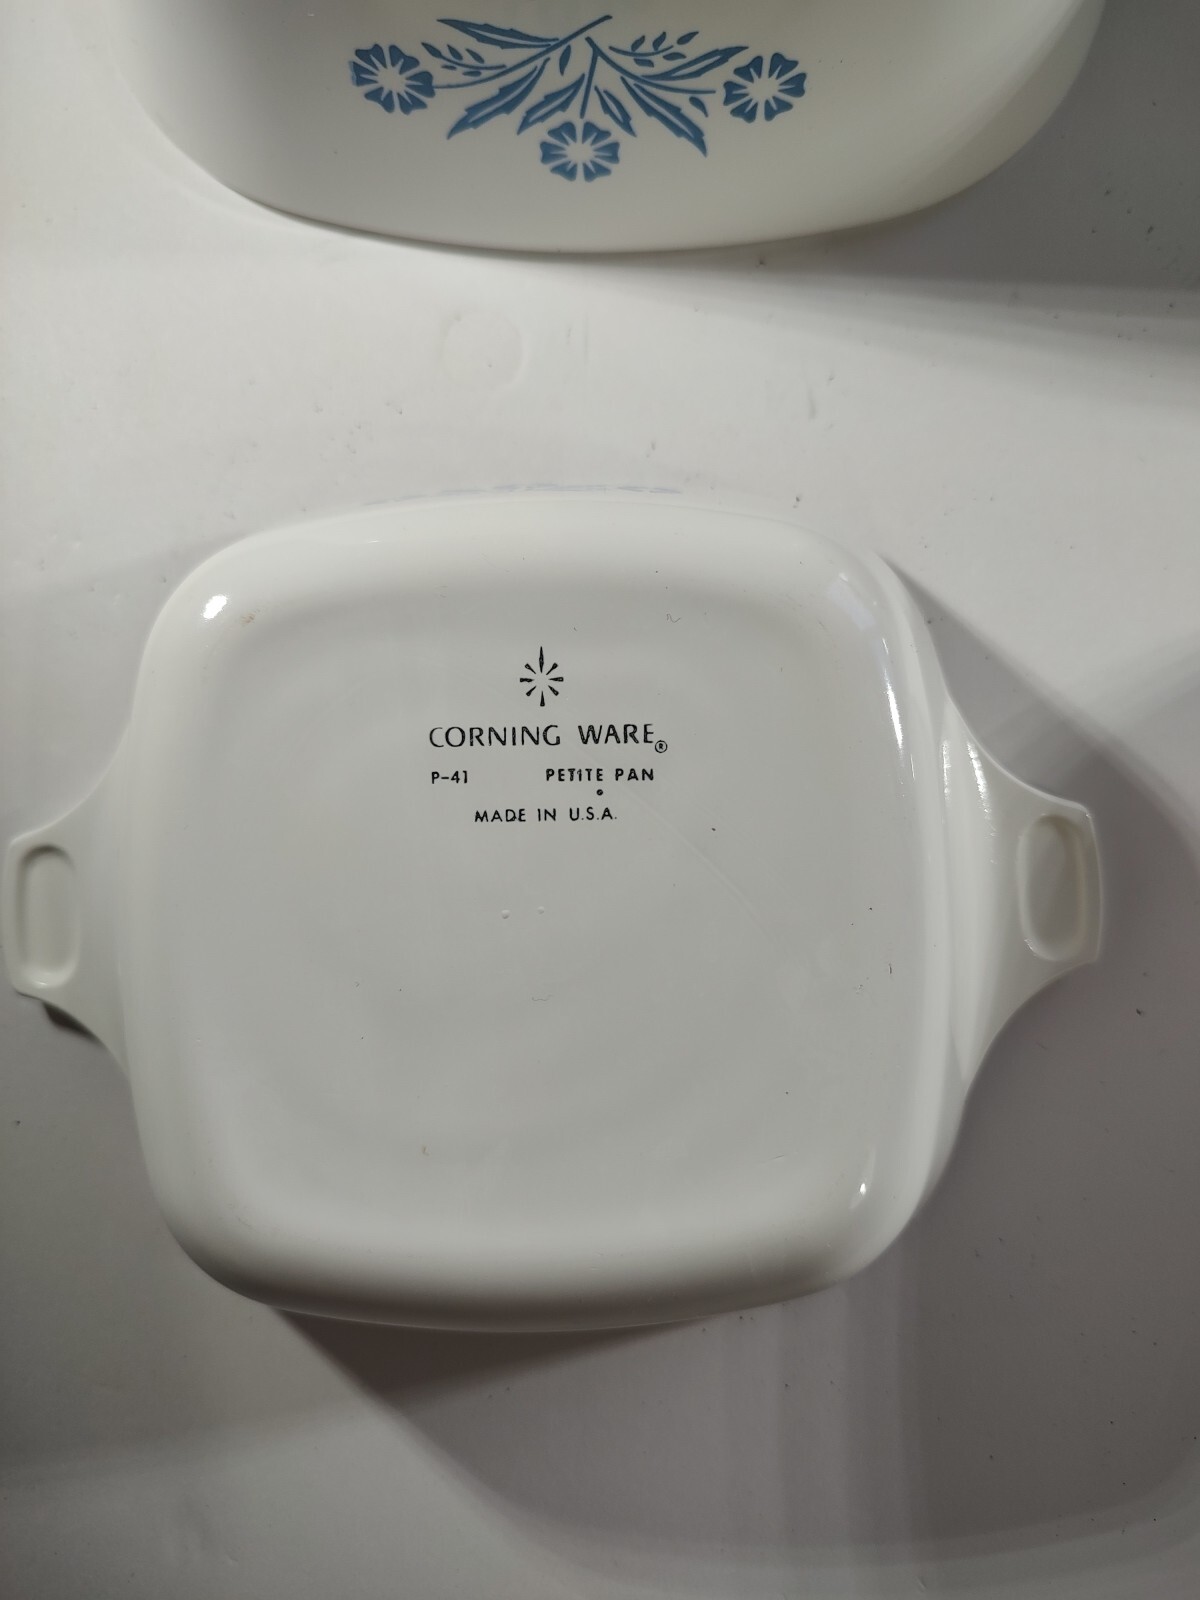 CORNING WARE®
P-41 PETITE PAN
MADE IN U.S.A.